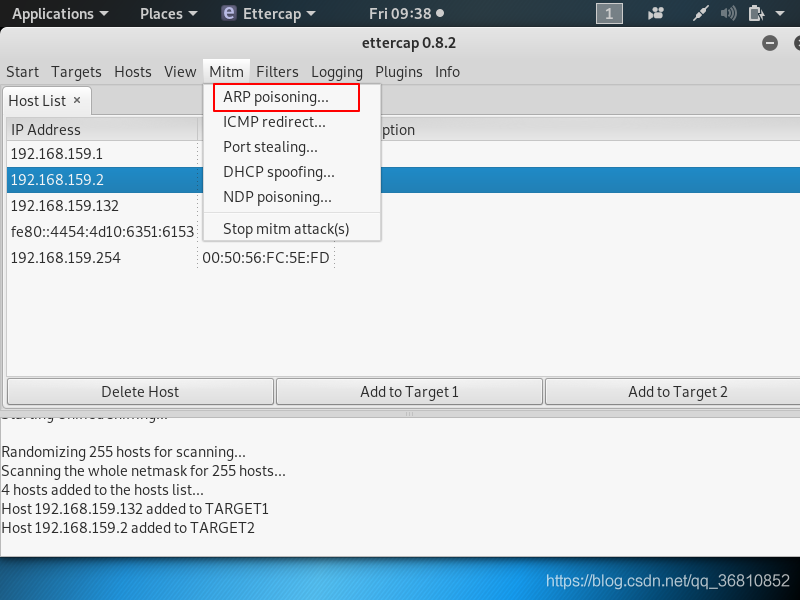 Applications Places Ettercap Fri 09:38 1
ettercap 0.8.2
Start Targets Hosts View Mitm Filters Logging Plugins Info
Host List ×
ARP poisoning...
ICMP redirect...
Port stealing...
DHCP spoofing...
NDP poisoning...
Stop mitm attack(s)
IP Address ption
192.168.159.1
192.168.159.2
192.168.159.132
fe80::4454:4d10:6351:6153
192.168.159.254 00:50:56:FC:5E:FD
Delete Host Add to Target 1 Add to Target 2
Randomizing 255 hosts for scanning...
Scanning the whole netmask for 255 hosts...
4 hosts added to the hosts list...
Host 192.168.159.132 added to TARGET1
Host 192.168.159.2 added to TARGET2
https://blog.csdn.net/qq_36810852